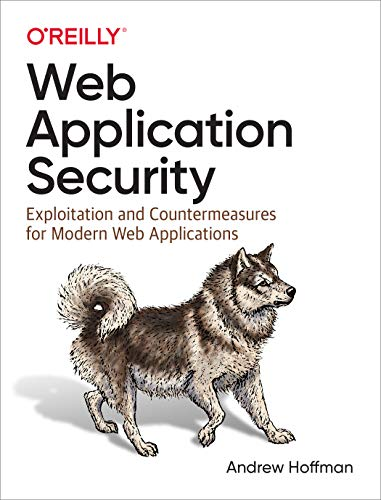 O'REILLY®
Web
Application
Security
Exploitation and Countermeasures
for Modern Web Applications
Andrew Hoffman